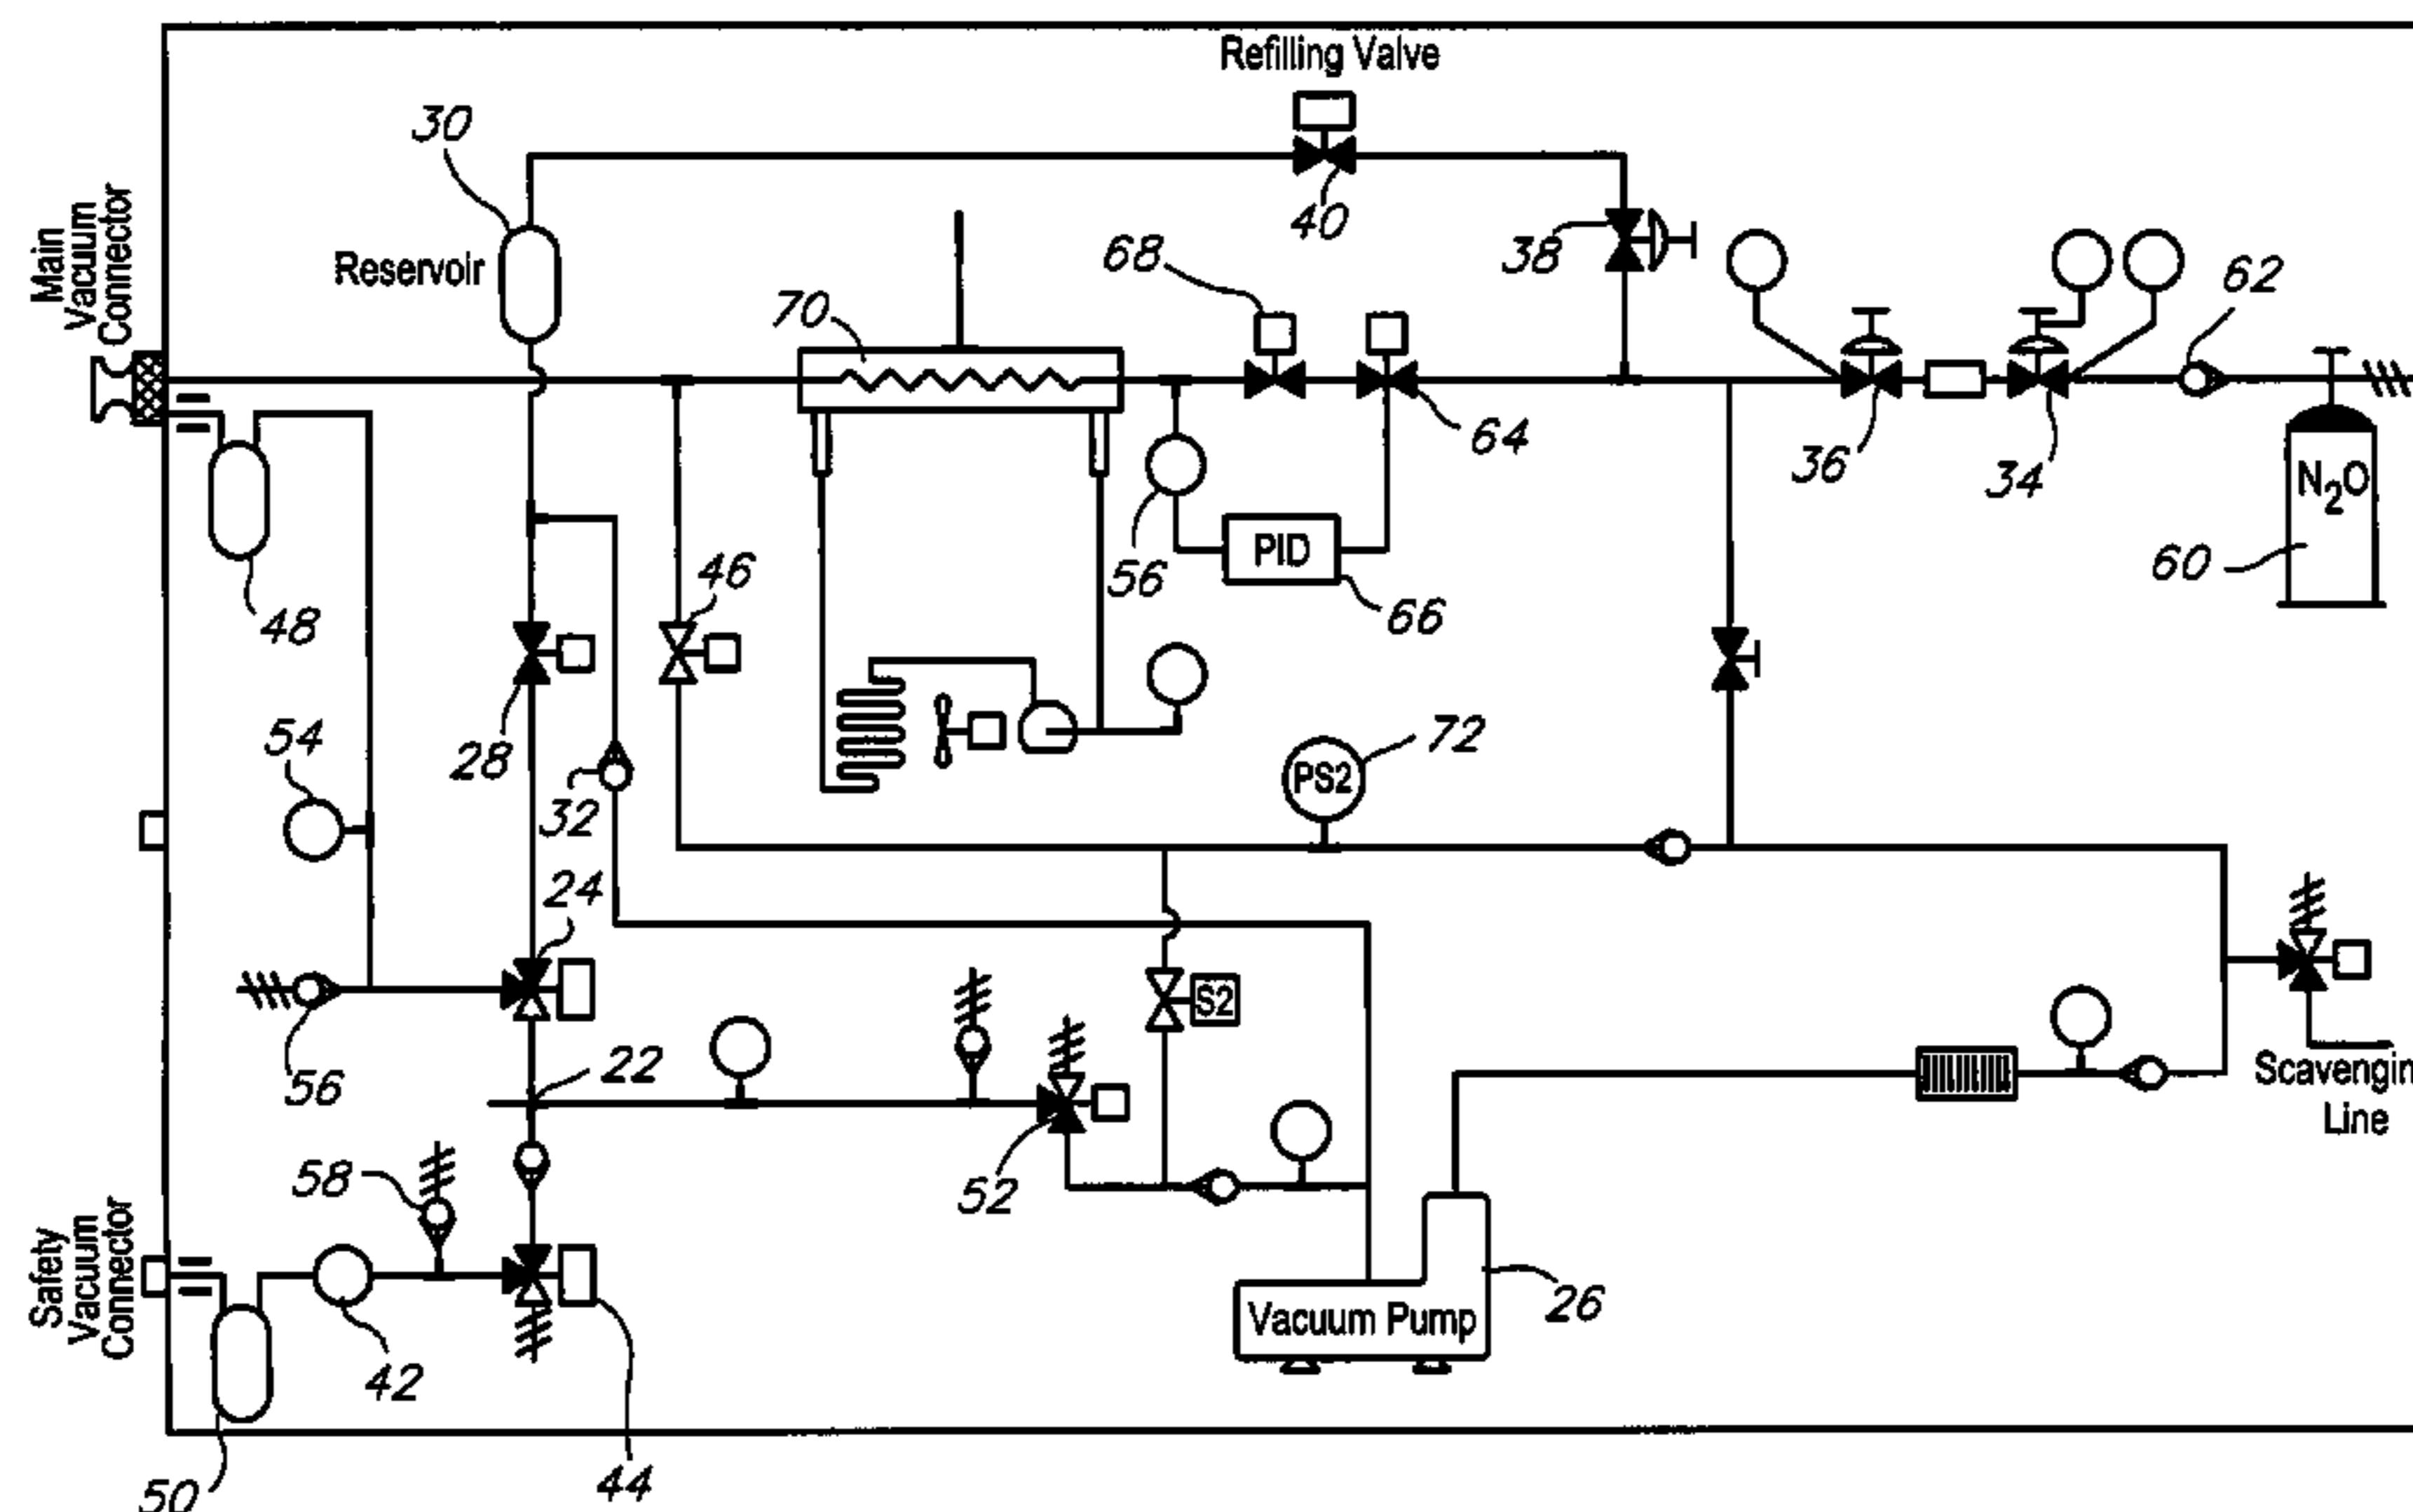 Refilling Valve
30
40
Main
Vacuum
Connector
Reservoir
68
38
62
70
64
36
34
N2O
56
PID
60
46
66
48
54
28
72
32
PS2
24
S2
56
22
58
52
Scavengin
Line
Safety
Vacuum
Connector
26
Vacuum Pump
42
44
50